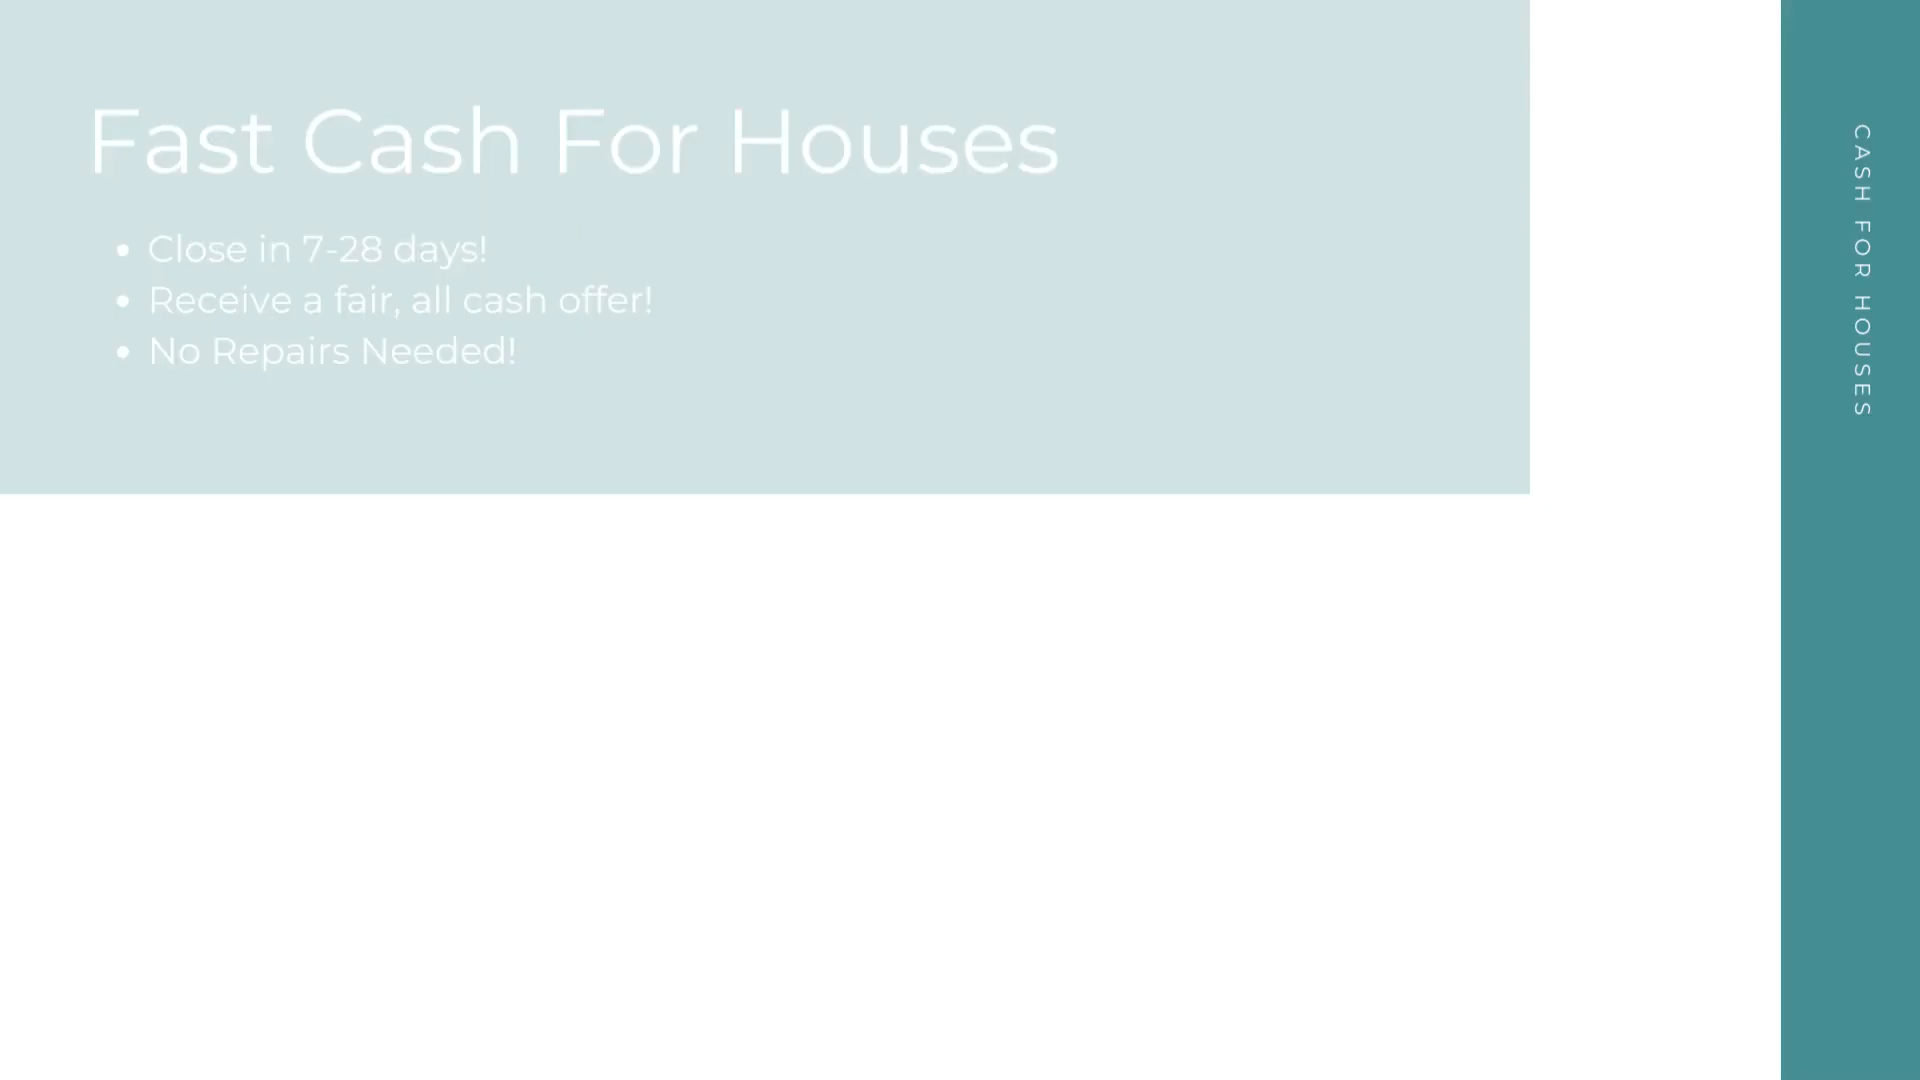 Fast Cash For Houses
• Close in 7-28 days!
• Receive a fair, all cash offer!
• No Repairs Needed!
CASH FOR HOUSES